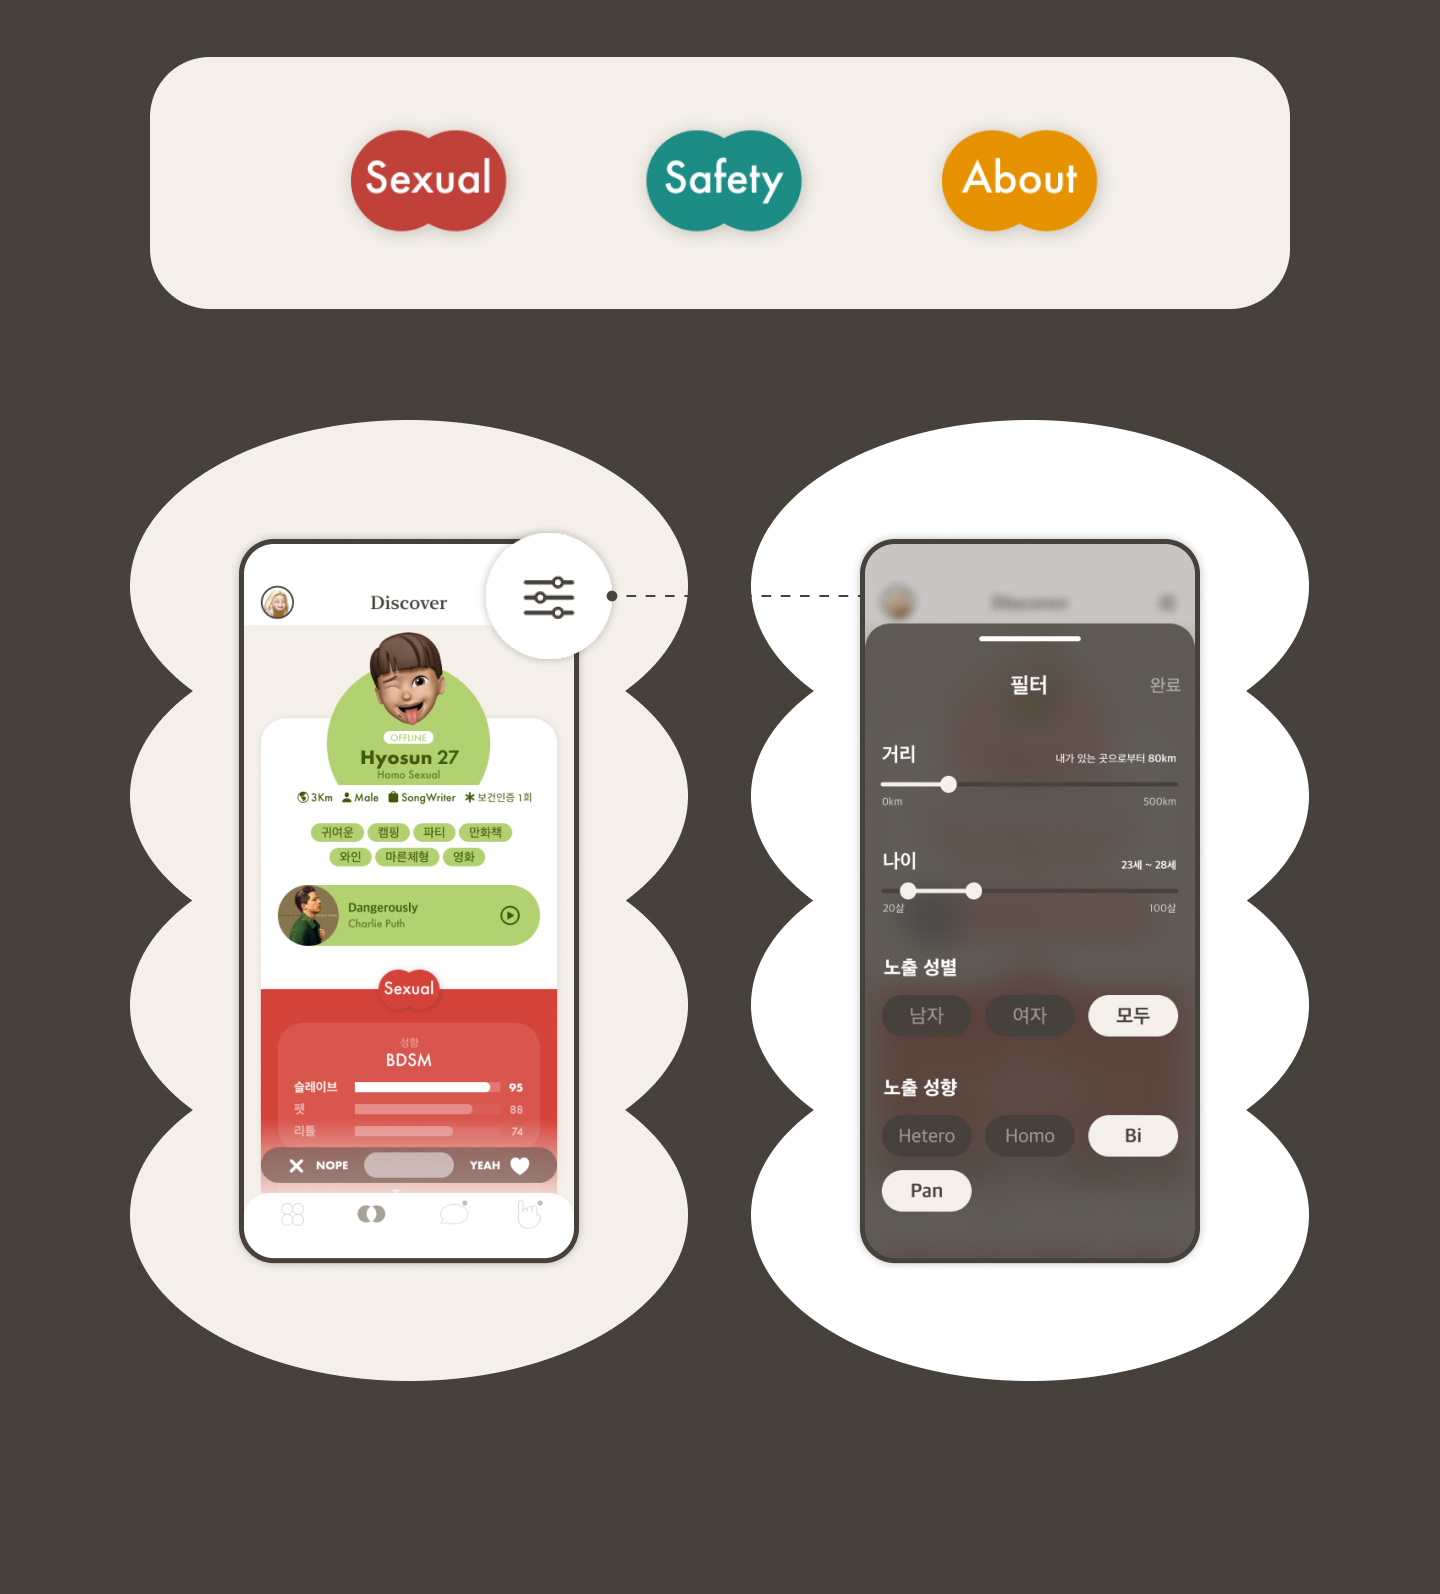 Sexual
Safety
About
Discover
OFFLINE
Hyosun 27
Homo Sexual
3Km Male SongWriter 보건인증 1회
귀여운 캠핑 파티 만화책
와인 마른체형 영화
Dangerously
Charlie Puth
Sexual
성향
BDSM
슬레이브 95
펫 88
리틀 74
NOPE YEAH
Discover
필터 완료
거리 내가 있는 곳으로부터 80km
0km 500km
나이 23세 ~ 28세
20살 100살
노출 성별
남자 여자 모두
노출 성향
Hetero Homo Bi
Pan